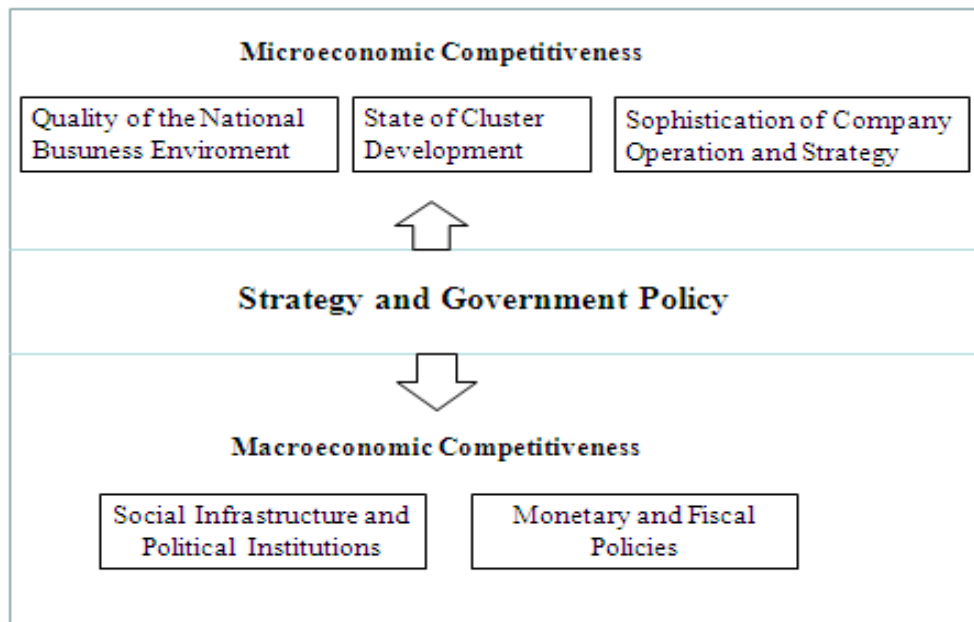 Microeconomic Competitiveness
Quality of the National
Busuness Enviroment
State of Cluster
Development
Sophistication of Company
Operation and Strategy
Strategy and Government Policy
Macroeconomic Competitiveness
Social Infrastructure and
Political Institutions
Monetary and Fiscal
Policies